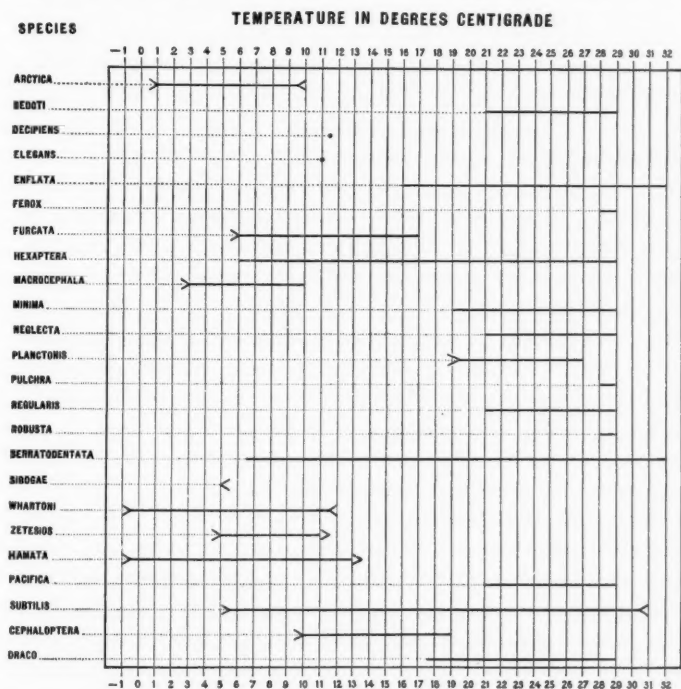 TEMPERATURE IN DEGREES CENTIGRADE
SPECIES
−1 0 1 2 3 4 5 6 7 8 9 10 11 12 13 14 15 16 17 18 19 20 21 22 23 24 25 26 27 28 29 30 31 32
ARCTICA
BEDOTI
DECIPIENS
ELEGANS
ENFLATA
FEROX
FURCATA
HEXAPTERA
MACROCEPHALA
MINIMA
NEGLECTA
PLANCTONIS
PULCHRA
REGULARIS
ROBUSTA
SERRATODENTATA
SIBOGAE
WHARTONI
ZETESIOS
HAMATA
PACIFICA
SUBTILIS
CEPHALOPTERA
DRACO
−1 0 1 2 3 4 5 6 7 8 9 10 11 12 13 14 15 16 17 18 19 20 21 22 23 24 25 26 27 28 29 30 31 32